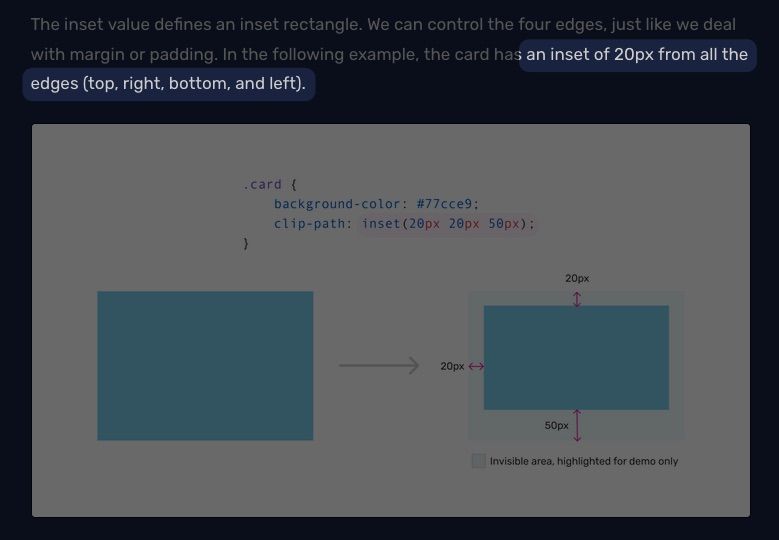 The inset value defines an inset rectangle. We can control the four edges, just like we deal
with margin or padding. In the following example, the card has an inset of 20px from all the
edges (top, right, bottom, and left).
.card {
background-color: #77cce9;
clip-path: inset(20px 20px 50px);
}
20px
20px
50px
Invisible area, highlighted for demo only